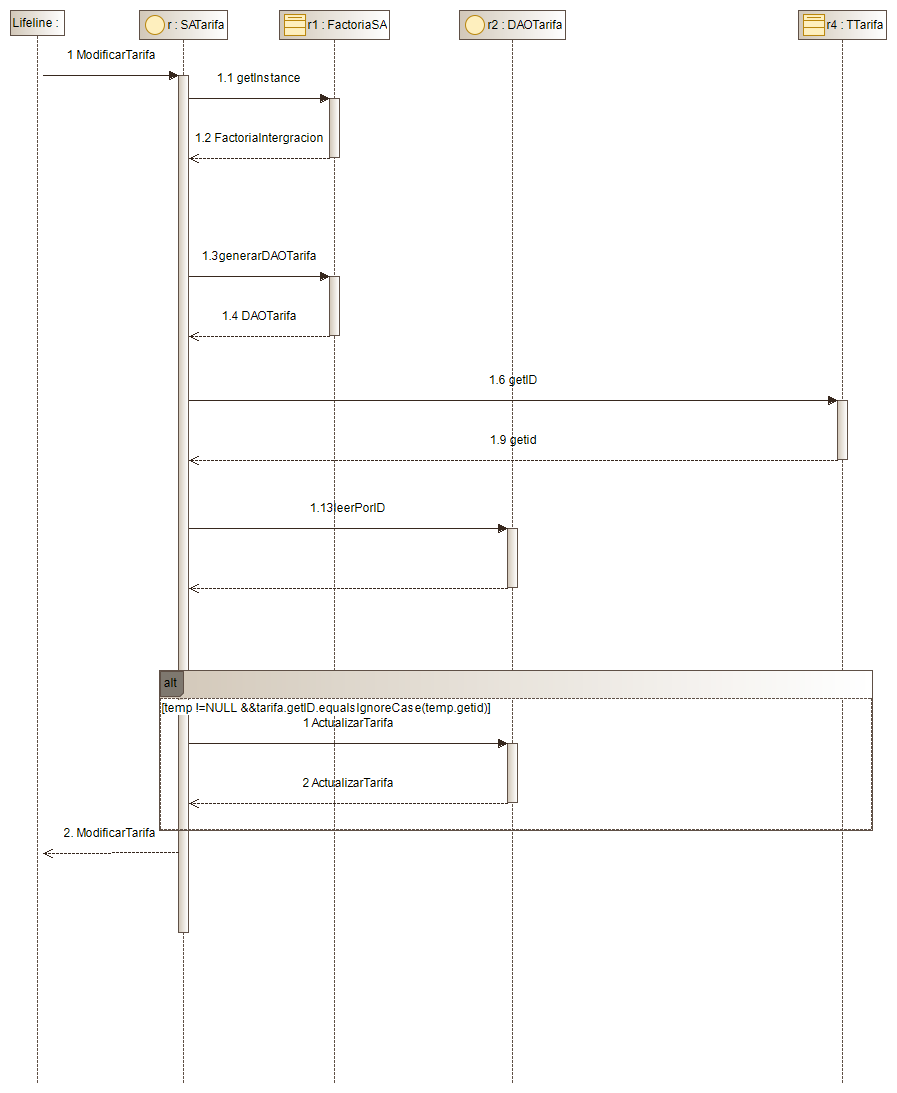 Lifeline :
r : SATarifa
r1 : FactoriaSA
r2 : DAOTarifa
r4 : TTarifa
1 ModificarTarifa
1.1 getInstance
1.2 FactoriaIntergracion
1.3generarDAOTarifa
1.4 DAOTarifa
1.6 getID
1.9 getid
1.13leerPorID
alt
[temp !=NULL &&tarifa.getID.equalsIgnoreCase(temp.getid)]
1 ActualizarTarifa
2 ActualizarTarifa
2. ModificarTarifa